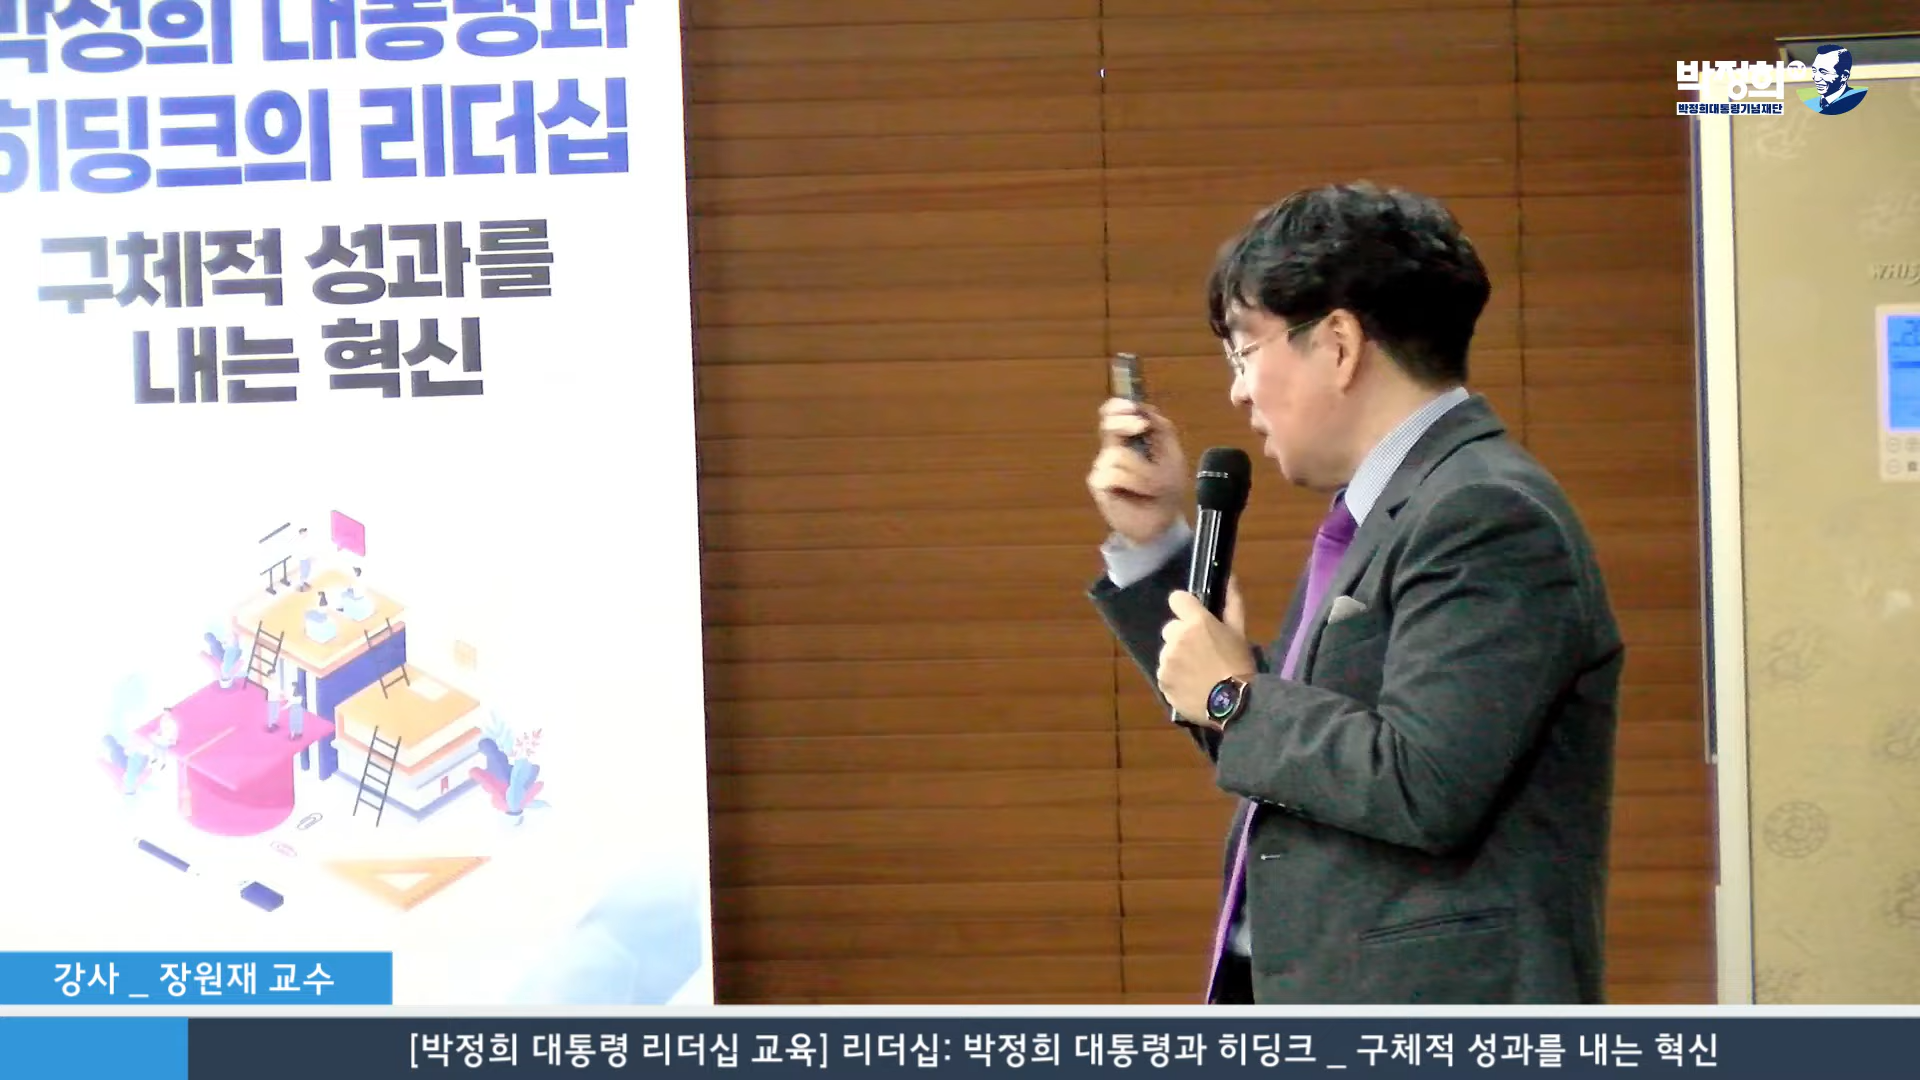 박정희 대통령과
히딩크의 리더십
구체적 성과를
내는 혁신
박정희
박정희대통령기념재단
강사 _ 장원재 교수
[박정희 대통령 리더십 교육] 리더십: 박정희 대통령과 히딩크 _ 구체적 성과를 내는 혁신